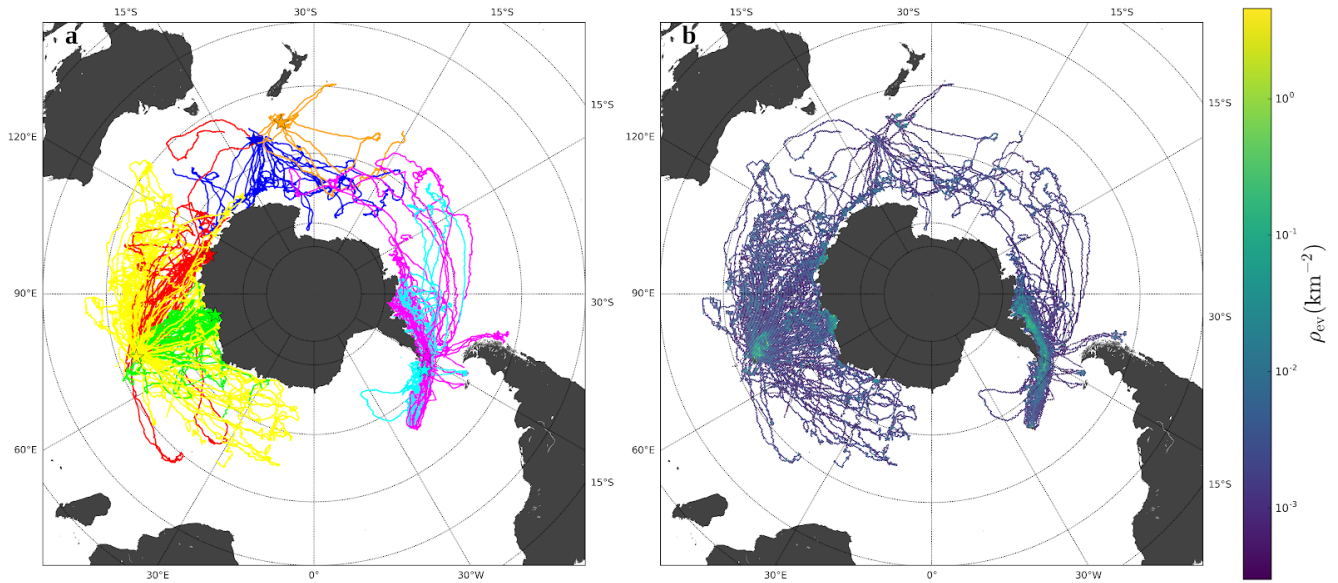 15°S 30°S 15°S 15°S 30°S 15°S
a b
15°S 15°S
10⁰
120°E 120°E
10⁻¹
90°E 30°S 90°E 30°S
ρev(km⁻²)
10⁻²
60°E 60°E
15°S 15°S
10⁻³
30°E 0° 30°W 30°E 0° 30°W